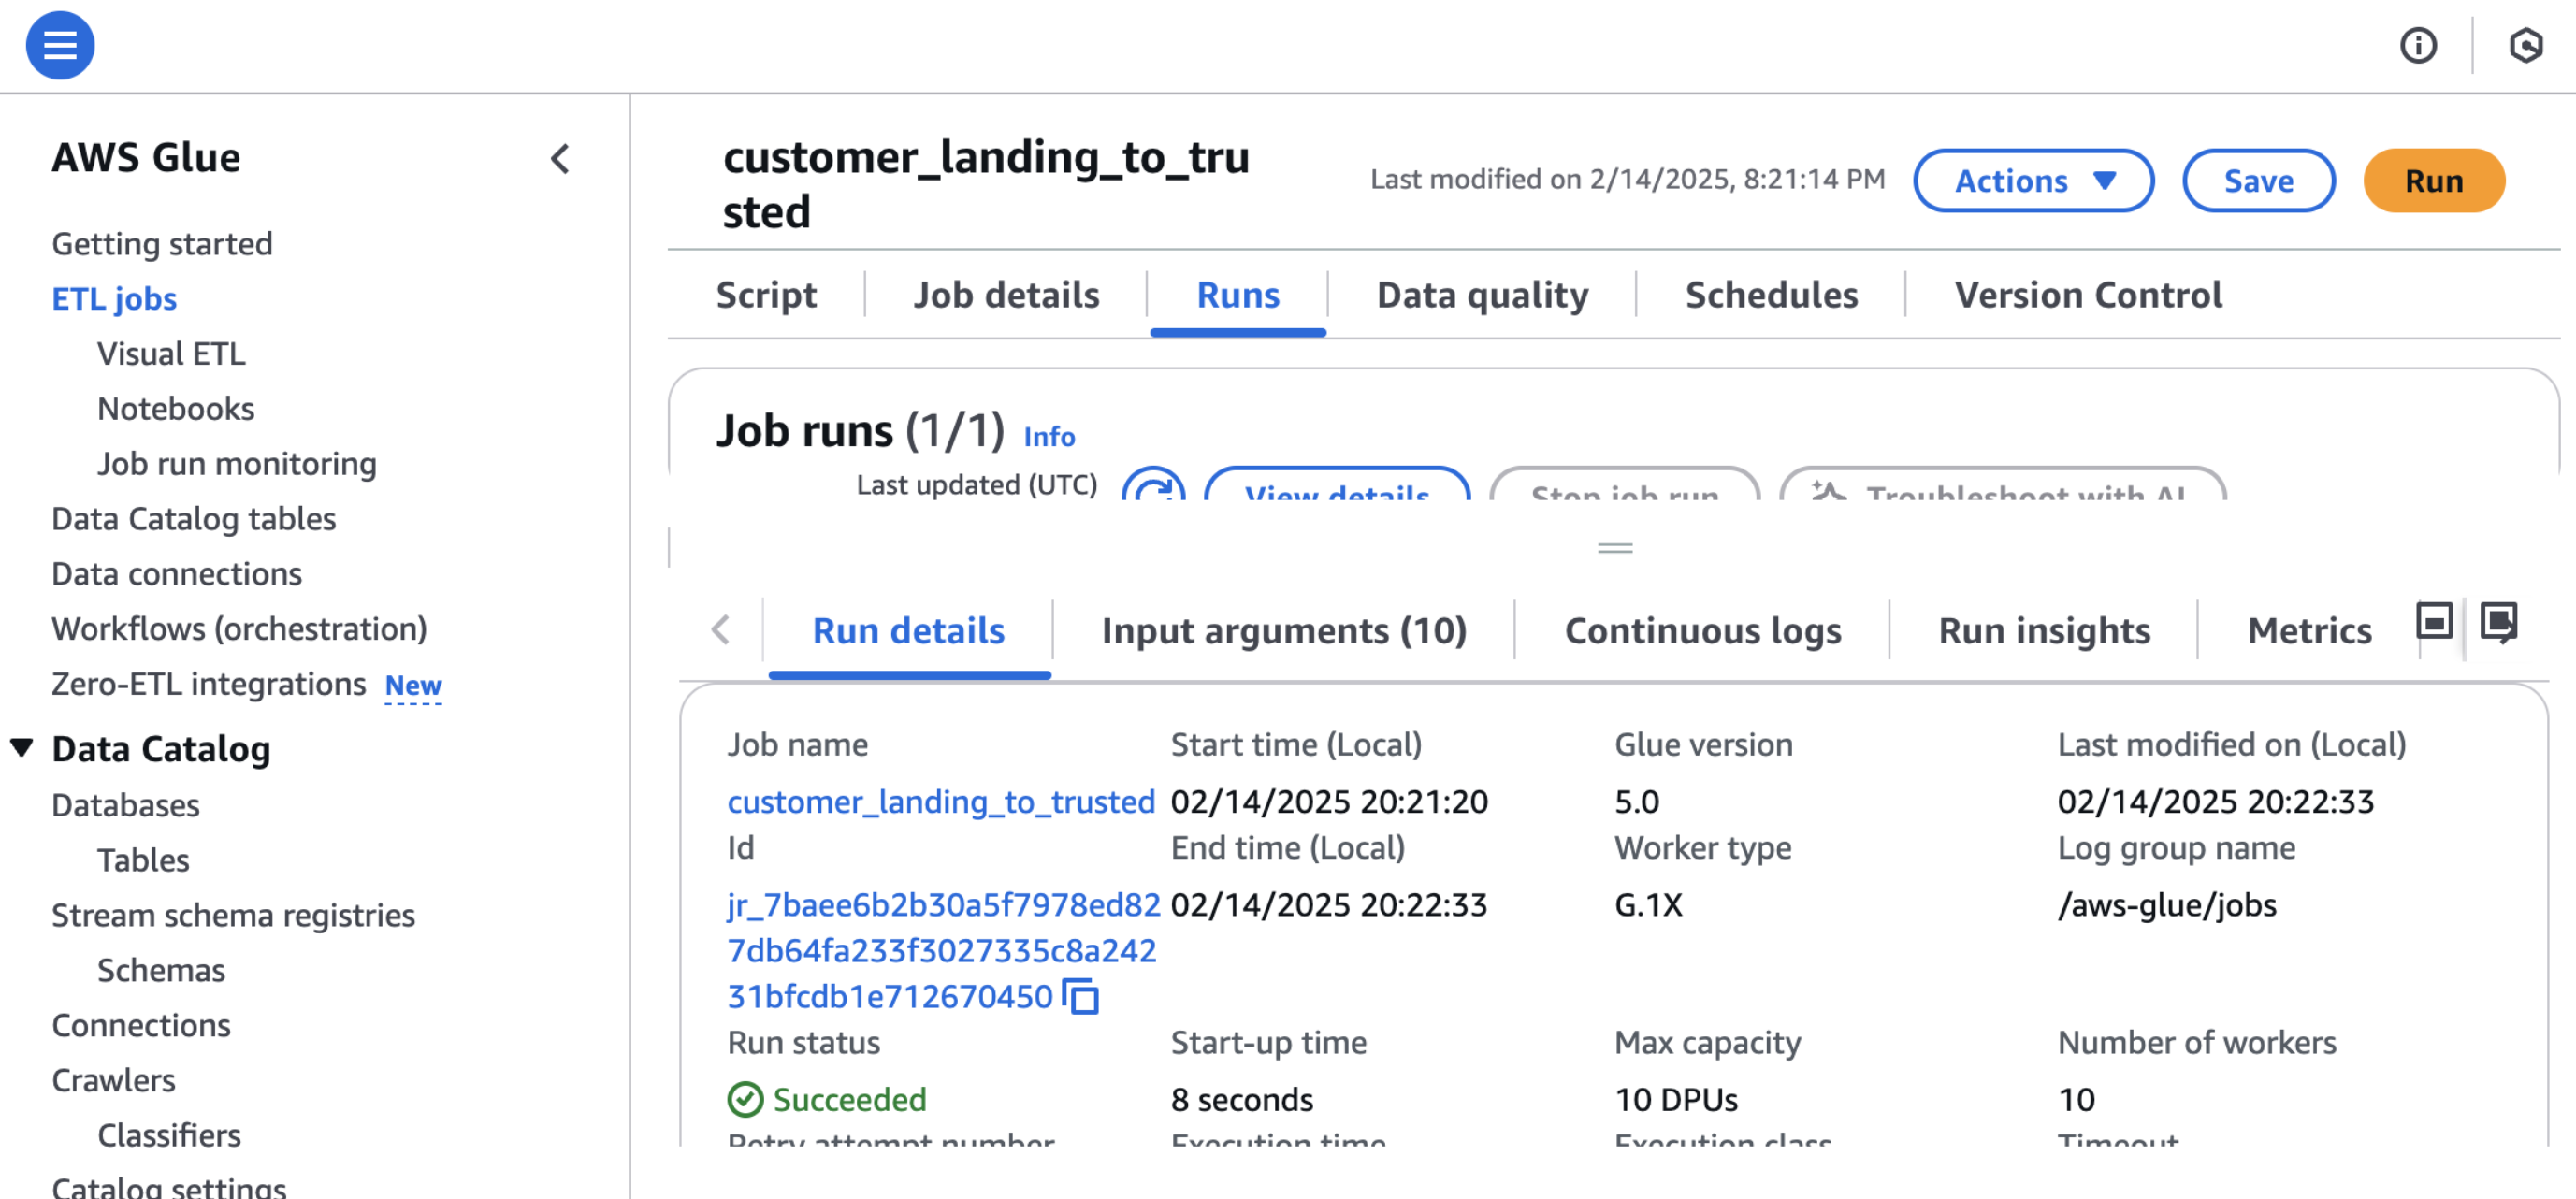 AWS Glue
Getting started
ETL jobs
Visual ETL
Notebooks
Job run monitoring
Data Catalog tables
Data connections
Workflows (orchestration)
Zero-ETL integrations New
Data Catalog
Databases
Tables
Stream schema registries
Schemas
Connections
Crawlers
Classifiers
Catalog settings
customer_landing_to_tru
sted
Last modified on 2/14/2025, 8:21:14 PM
Actions
Save
Run
Script Job details Runs Data quality Schedules Version Control
Job runs (1/1) Info
Last updated (UTC) View details Stop job run Troubleshoot with AI
Run details Input arguments (10) Continuous logs Run insights Metrics
Job name Start time (Local) Glue version Last modified on (Local)
customer_landing_to_trusted 02/14/2025 20:21:20 5.0 02/14/2025 20:22:33
Id End time (Local) Worker type Log group name
jr_7baee6b2b30a5f7978ed82 02/14/2025 20:22:33 G.1X /aws-glue/jobs
7db64fa233f3027335c8a242
31bfcdb1e712670450
Run status Start-up time Max capacity Number of workers
Succeeded 8 seconds 10 DPUs 10
Retry attempt number Execution time Execution class Timeout